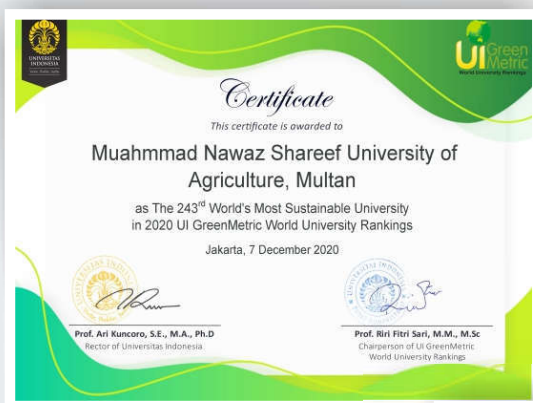 UNIVERSITAS
INDONESIA
UI Green
Metric
World University Rankings
Certificate
This certificate is awarded to
Muahmmad Nawaz Shareef University of
Agriculture, Multan
as The 243rd World's Most Sustainable University
in 2020 UI GreenMetric World University Rankings
Jakarta, 7 December 2020
Prof. Ari Kuncoro, S.E., M.A., Ph.D
Rector of Universitas Indonesia
Prof. Riri Fitri Sari, M.M., M.Sc
Chairperson of UI GreenMetric
World University Rankings